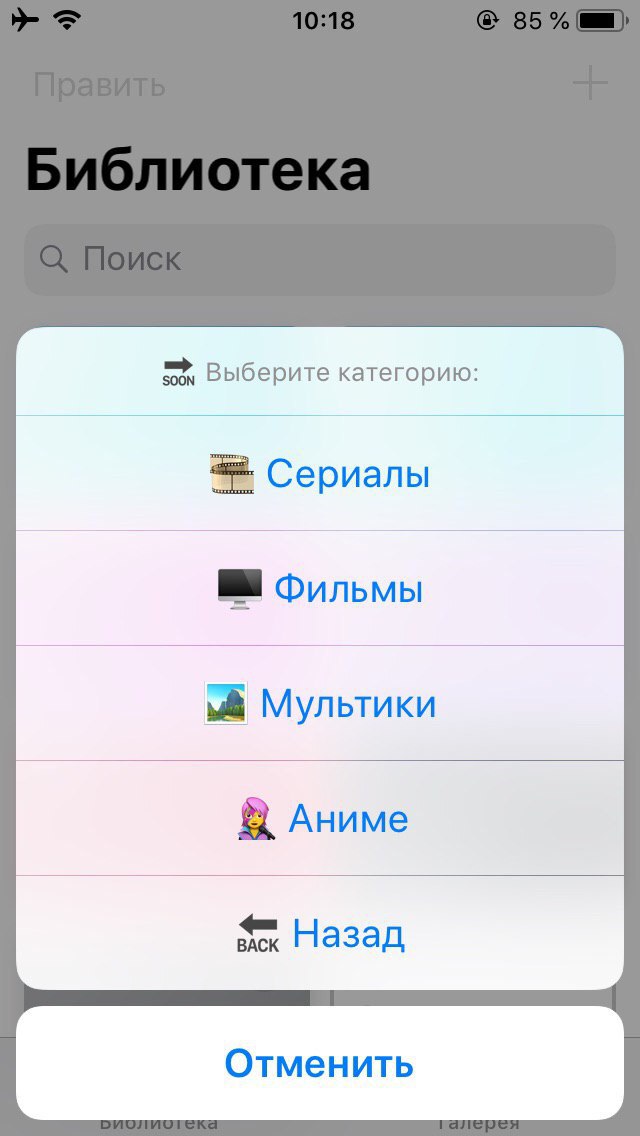 10:18
85 %
Править
Библиотека
Поиск
SOON Выберите категорию:
Сериалы
Фильмы
Мультики
Аниме
BACK Назад
Отменить
Библиотека
Галерея